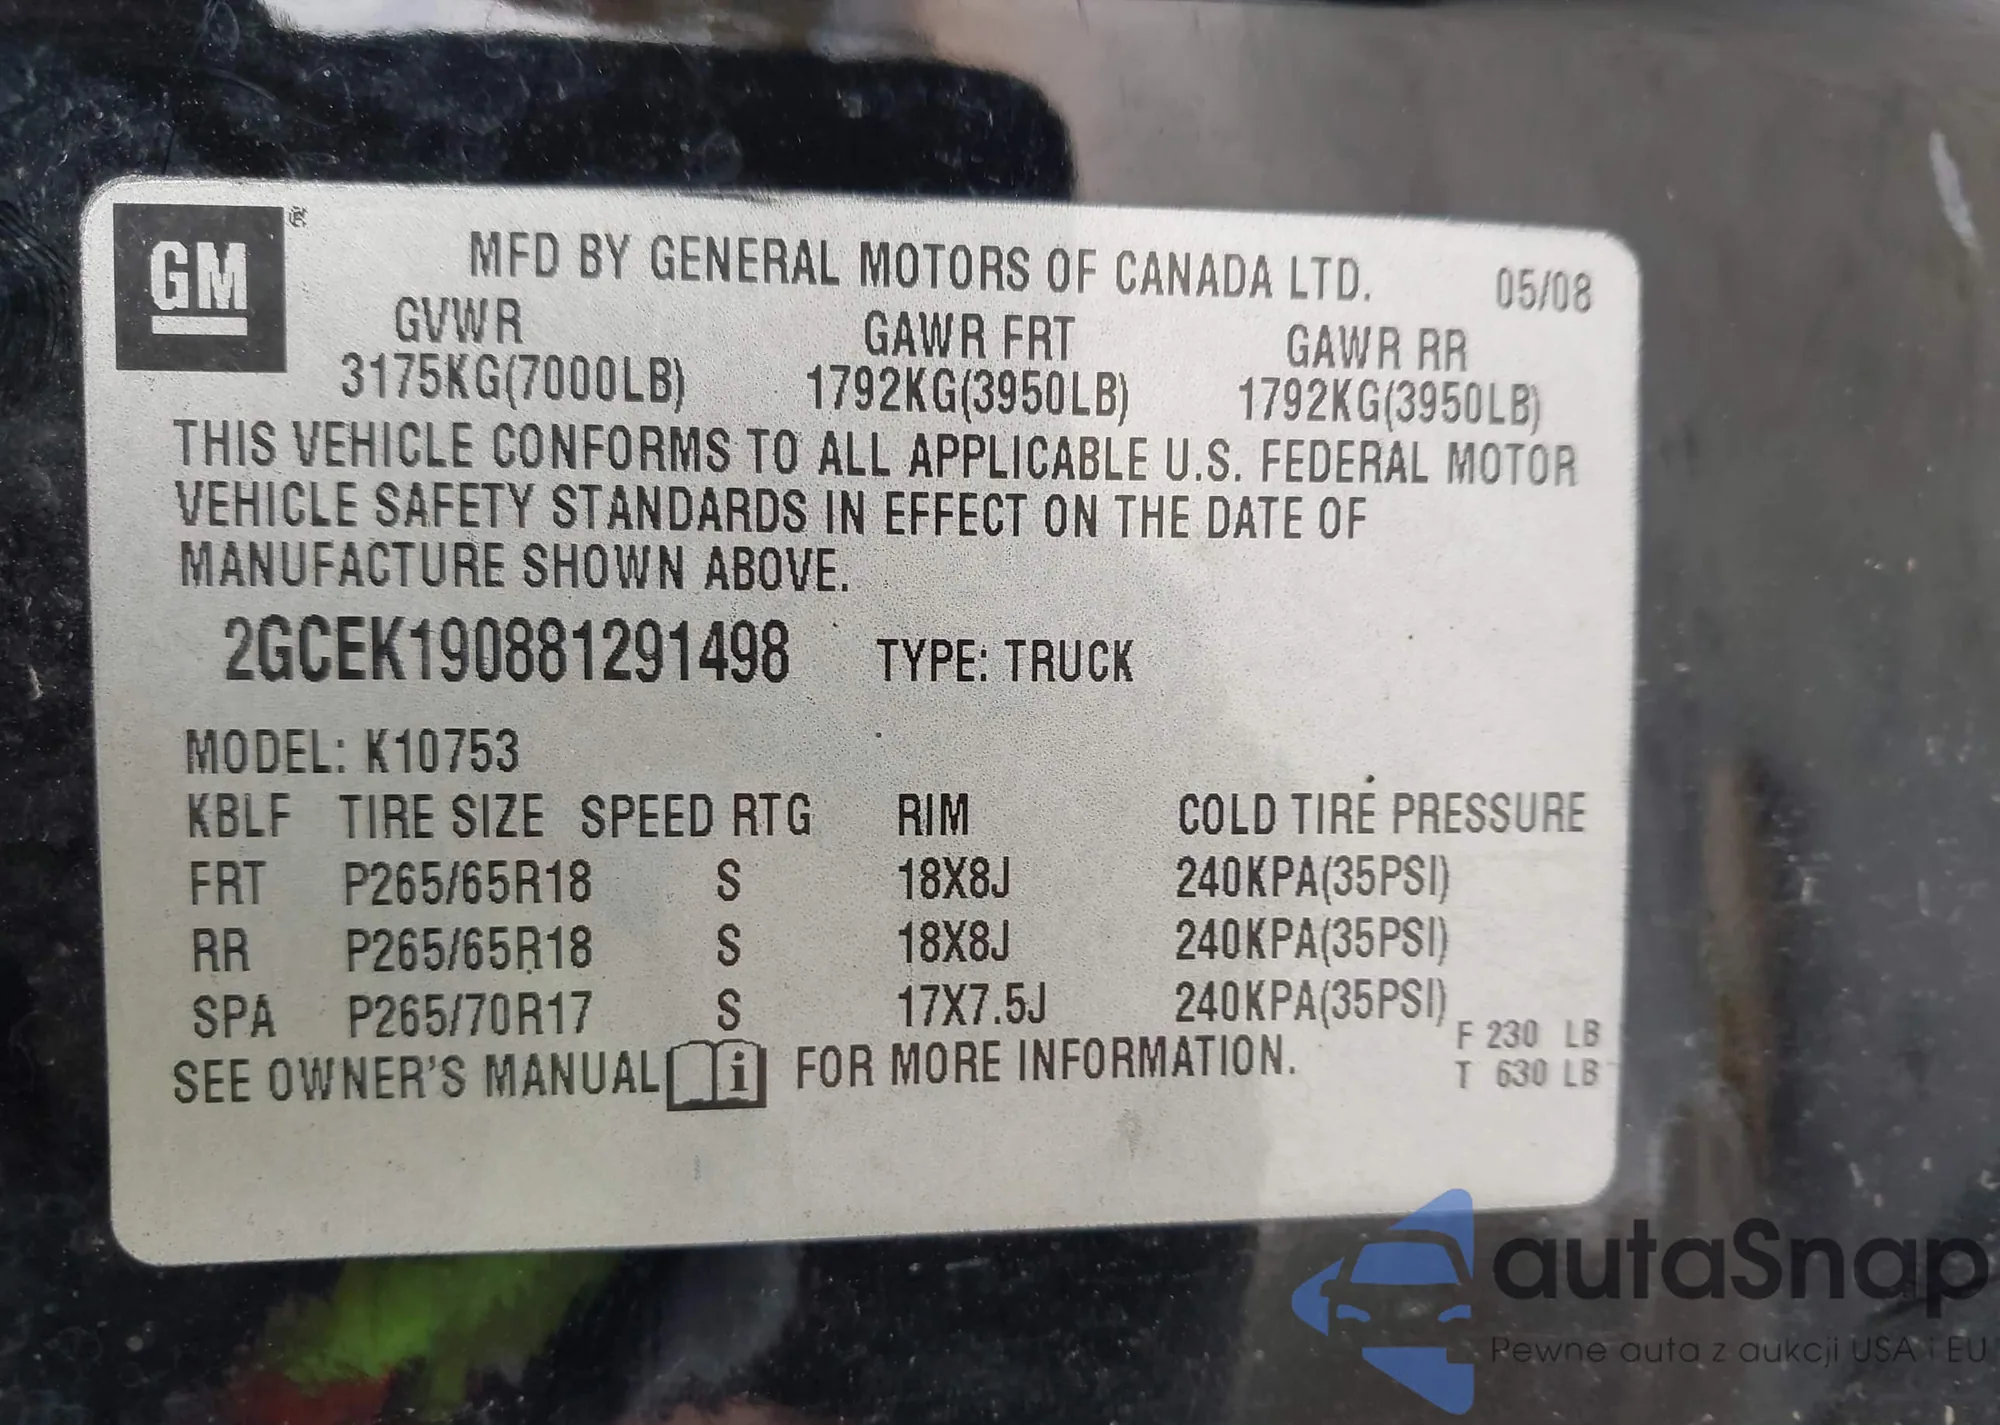 GM ®
MFD BY GENERAL MOTORS OF CANADA LTD. 05/08
GVWR GAWR FRT GAWR RR
3175KG(7000LB) 1792KG(3950LB) 1792KG(3950LB)
THIS VEHICLE CONFORMS TO ALL APPLICABLE U.S. FEDERAL MOTOR
VEHICLE SAFETY STANDARDS IN EFFECT ON THE DATE OF
MANUFACTURE SHOWN ABOVE.
2GCEK190881291498 TYPE: TRUCK
MODEL: K10753
KBLF TIRE SIZE SPEED RTG RIM COLD TIRE PRESSURE
FRT P265/65R18 S 18X8J 240KPA(35PSI)
RR P265/65R18 S 18X8J 240KPA(35PSI)
SPA P265/70R17 S 17X7.5J 240KPA(35PSI)
F 230 LB
SEE OWNER'S MANUAL i FOR MORE INFORMATION.
T 630 LB
autaSnap
Pewne auta z aukcji USA i EU